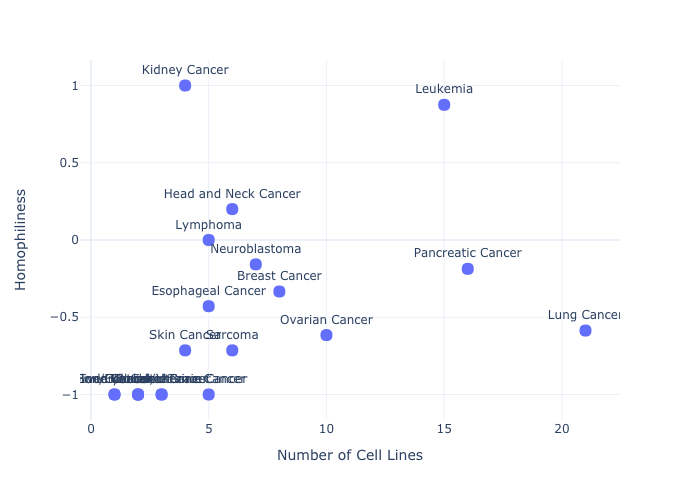 Kidney Cancer
1
Leukemia
0.5
Head and Neck Cancer
Lymphoma
0
Neuroblastoma
Pancreatic Cancer
Breast Cancer
Esophageal Cancer
−0.5
Ovarian Cancer
Lung Cancer
Skin Cancer
Sarcoma
Cancer
−1
0
5
10
15
20
Number of Cell Lines
Homophiliness